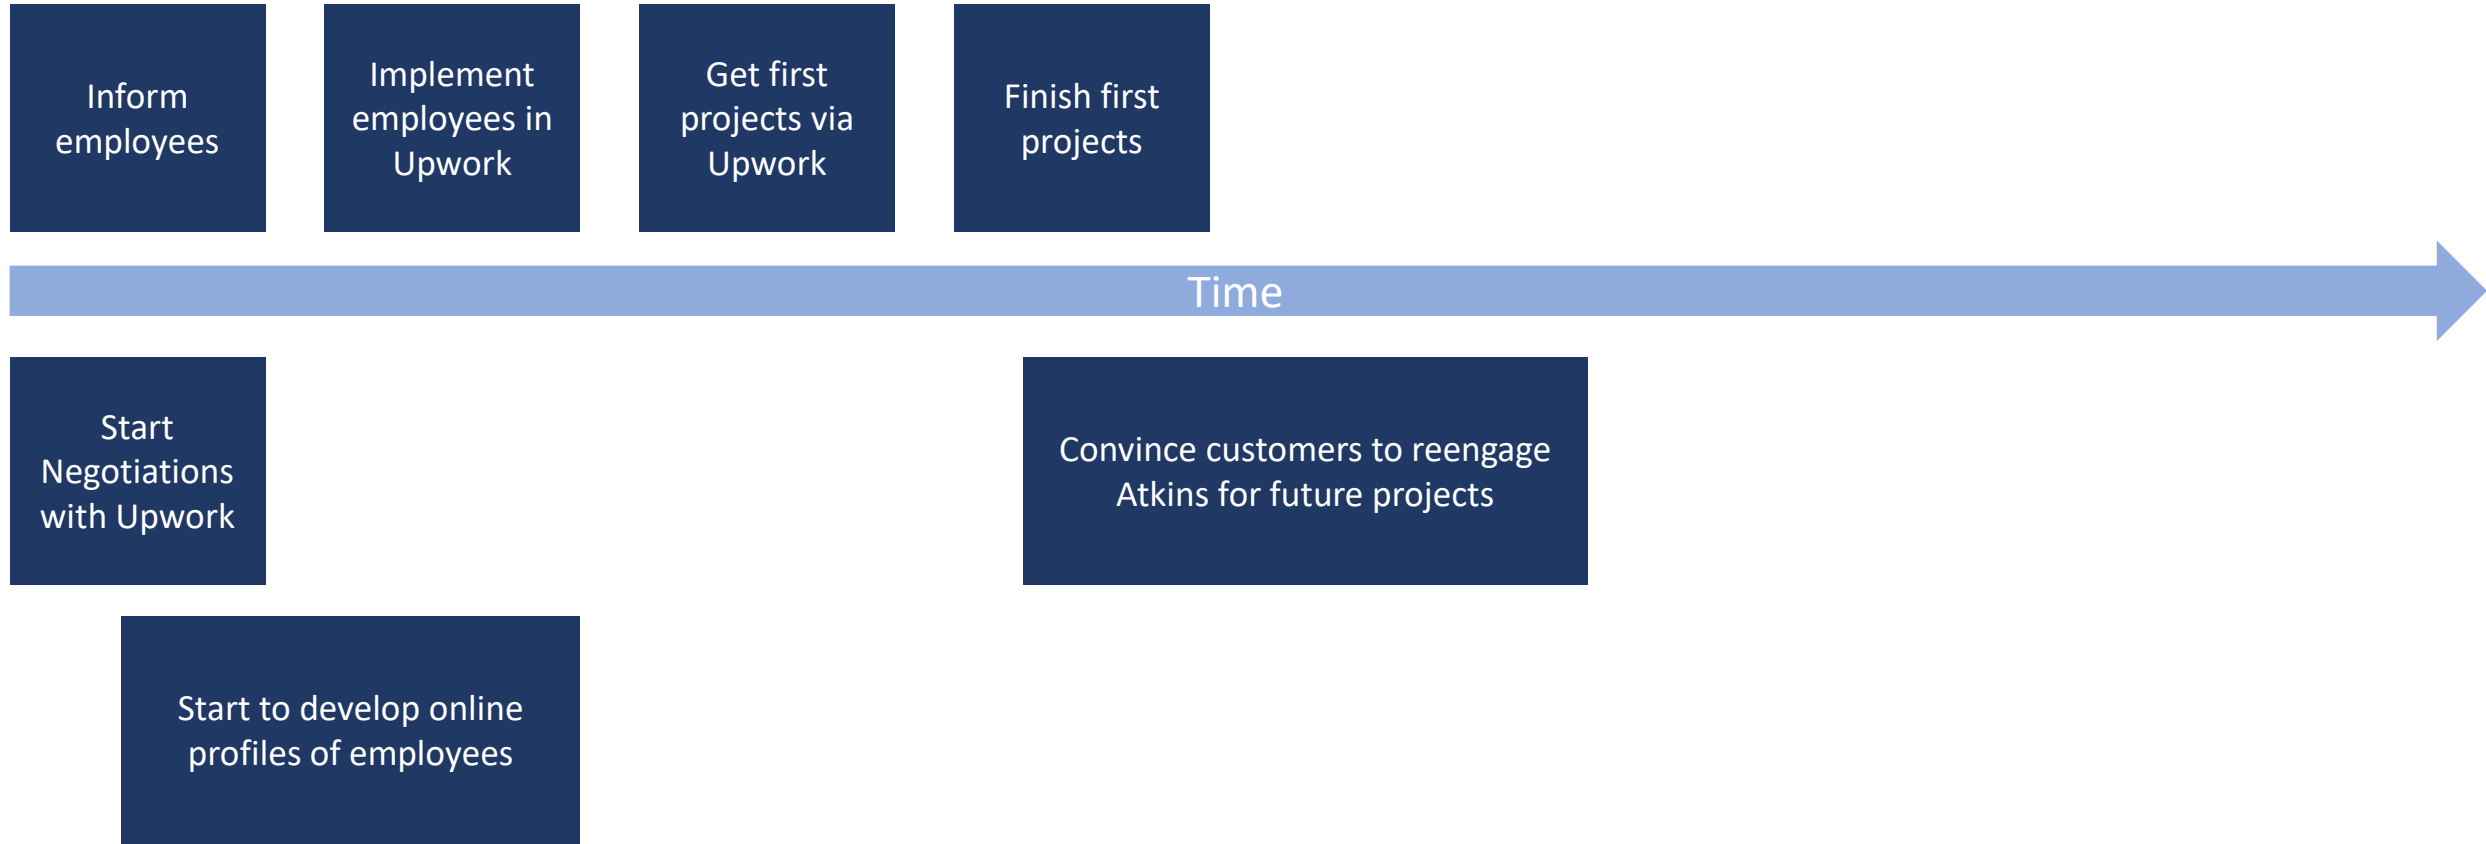 Inform
employees
Implement
employees in
Upwork
Get first
projects via
Upwork
Finish first
projects
Time
Start
Negotiations
with Upwork
Convince customers to reengage
Atkins for future projects
Start to develop online
profiles of employees